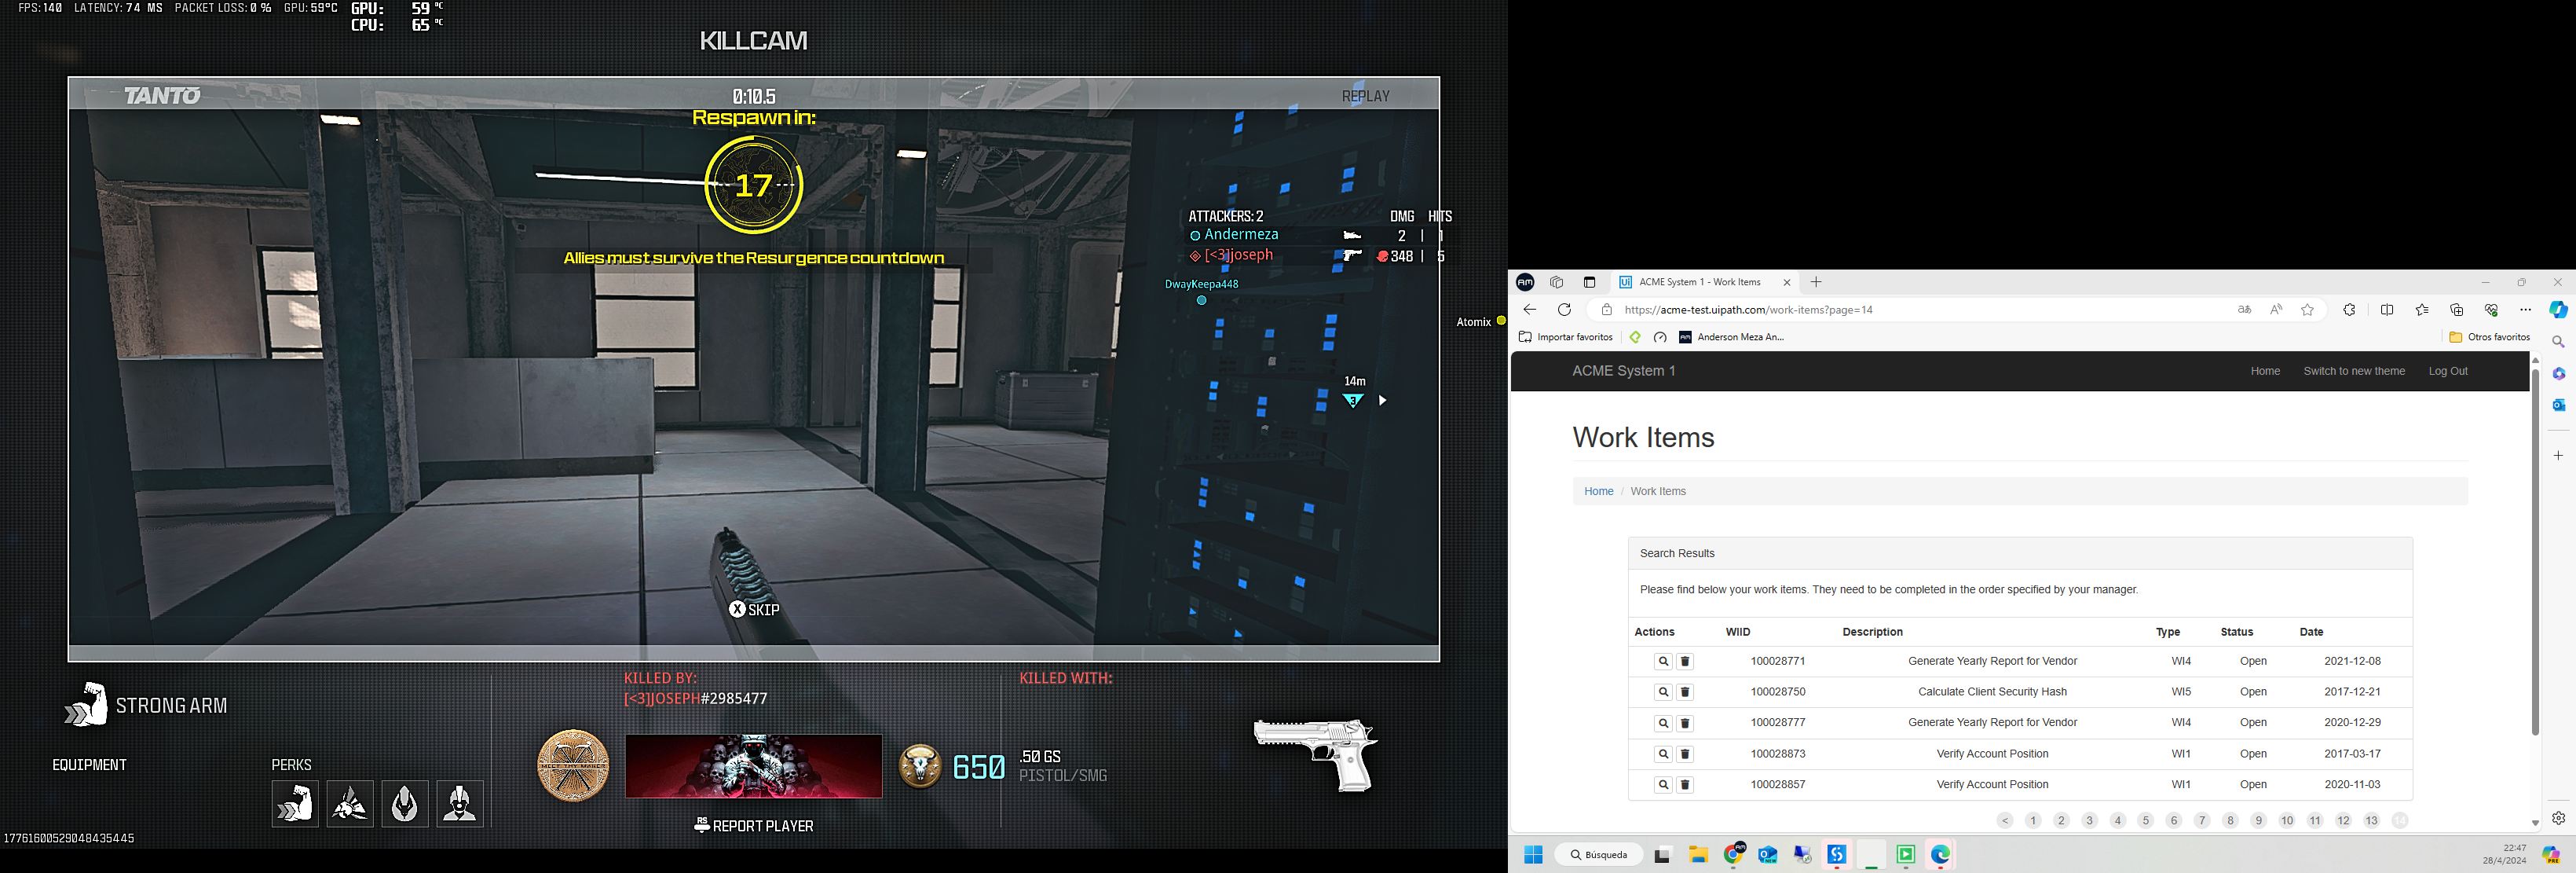 FPS: 140 LATENCY: 74 MS PACKET LOSS: 0 % GPU: 59°C
GPU: 59 °C
CPU: 65 °C
KILLCAM
TANTO
0:10.5
REPLAY
Respawn in:
17
Allies must survive the Resurgence countdown
ATTACKERS: 2 DMG HITS
Andermeza 2 | 1
[<3]joseph 348 | 5
DwayKeepa448
Atomix
14m
3
X SKIP
STRONG ARM
KILLED BY:
[<3]JOSEPH#2985477
KILLED WITH:
EQUIPMENT
PERKS
650
.50 GS
PISTOL/SMG
RS REPORT PLAYER
17761600529048435445
ACME System 1 - Work Items
https://acme-test.uipath.com/work-items?page=14
Importar favoritos
Anderson Meza An...
Otros favoritos
ACME System 1
Home
Switch to new theme
Log Out
Work Items
Home / Work Items
Search Results
Please find below your work items. They need to be completed in the order specified by your manager.
Actions WIID Description Type Status Date
100028771 Generate Yearly Report for Vendor WI4 Open 2021-12-08
100028750 Calculate Client Security Hash WI5 Open 2017-12-21
100028777 Generate Yearly Report for Vendor WI4 Open 2020-12-29
100028873 Verify Account Position WI1 Open 2017-03-17
100028857 Verify Account Position WI1 Open 2020-11-03
< 1 2 3 4 5 6 7 8 9 10 11 12 13 14
Búsqueda
22:47
28/4/2024